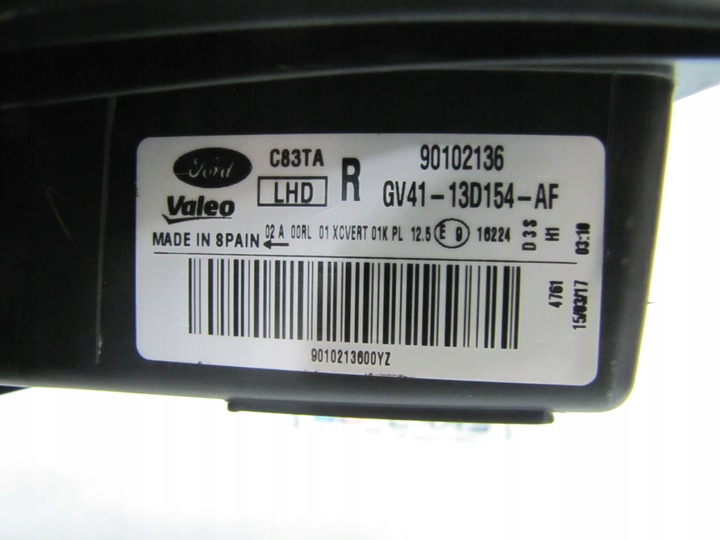 Ford
C83TA
LHD
R
90102136
GV41-13D154-AF
Valeo
02 A 00RL 01 XCVERT 01K PL 12.5 E 9 16224
MADE IN SPAIN
D3S
H1
03:10
4761
15/03/17
9010213600YZ